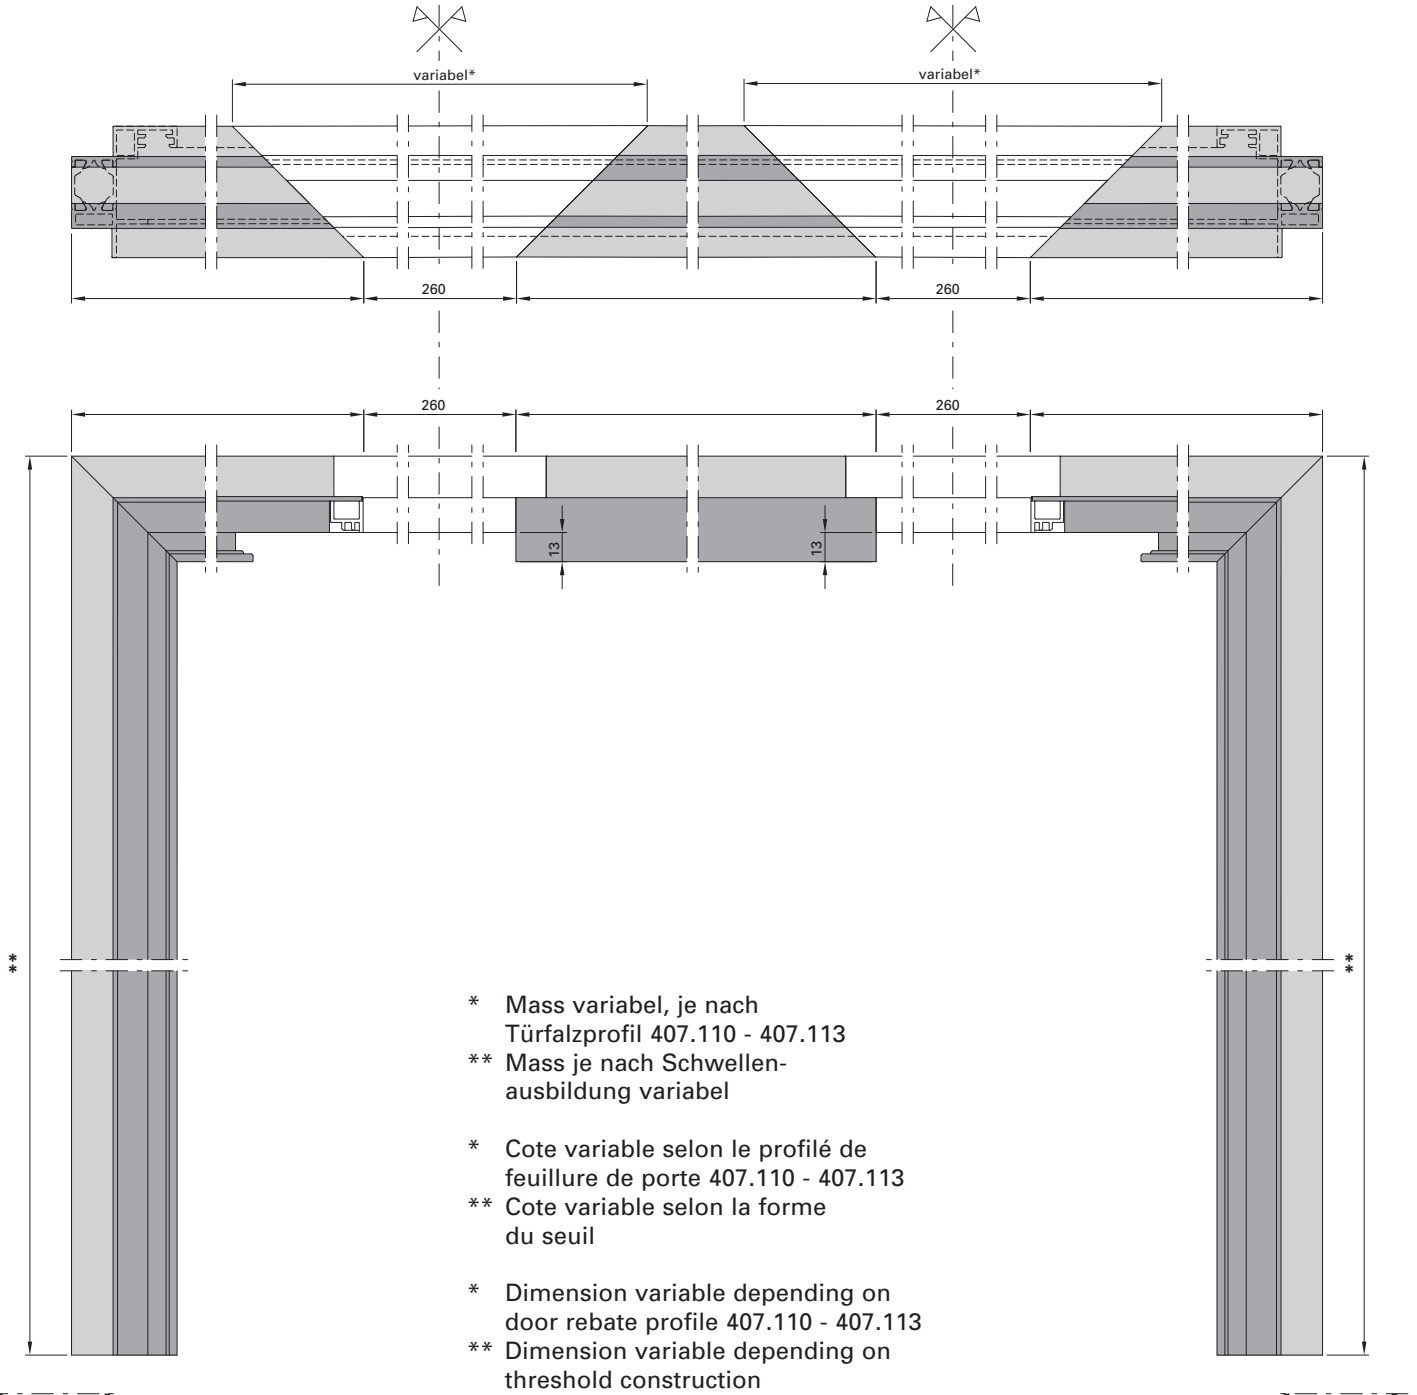 variabel*
variabel*
260
260
260
260
13
13
**
**
* Mass variabel, je nach
Türfalzprofil 407.110 - 407.113
** Mass je nach Schwellen-
ausbildung variabel
* Cote variable selon le profilé de
feuillure de porte 407.110 - 407.113
** Cote variable selon la forme
du seuil
* Dimension variable depending on
door rebate profile 407.110 - 407.113
** Dimension variable depending on
threshold construction